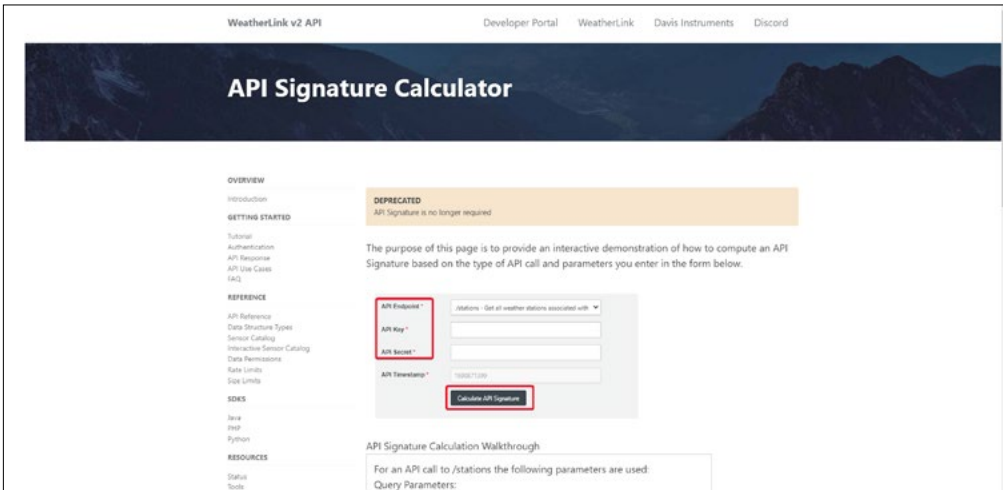 WeatherLink v2 API
Developer Portal WeatherLink Davis Instruments Discord
API Signature Calculator
OVERVIEW
Introduction
GETTING STARTED
Tutorial
Authentication
API Response
API Use Cases
FAQ
REFERENCE
API Reference
Data Structure Types
Sensor Catalog
Interactive Sensor Catalog
Data Permissions
Rate Limits
Size Limits
SDKS
Java
PHP
Python
RESOURCES
Status
Tools
DEPRECATED
API Signature is no longer required
The purpose of this page is to provide an interactive demonstration of how to compute an API
Signature based on the type of API call and parameters you enter in the form below.
API Endpoint *
/stations - Get all weather stations associated with
API Key *
API Secret *
API Timestamp *
Calculate API Signature
API Signature Calculation Walkthrough
For an API call to /stations the following parameters are used:
Query Parameters: